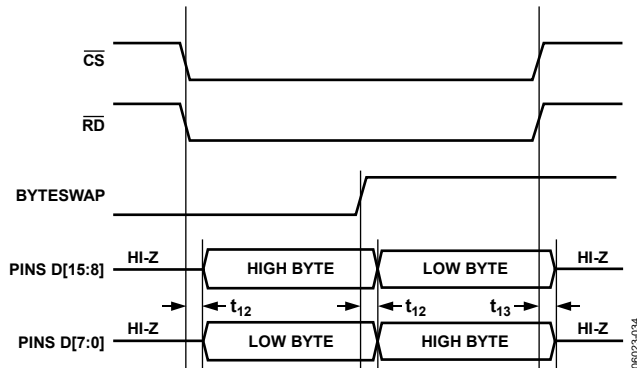 CS
RD
BYTESWAP
PINS D[15:8] HI-Z HIGH BYTE LOW BYTE HI-Z
t12 t12 t13
PINS D[7:0] HI-Z LOW BYTE HIGH BYTE HI-Z
06023-034